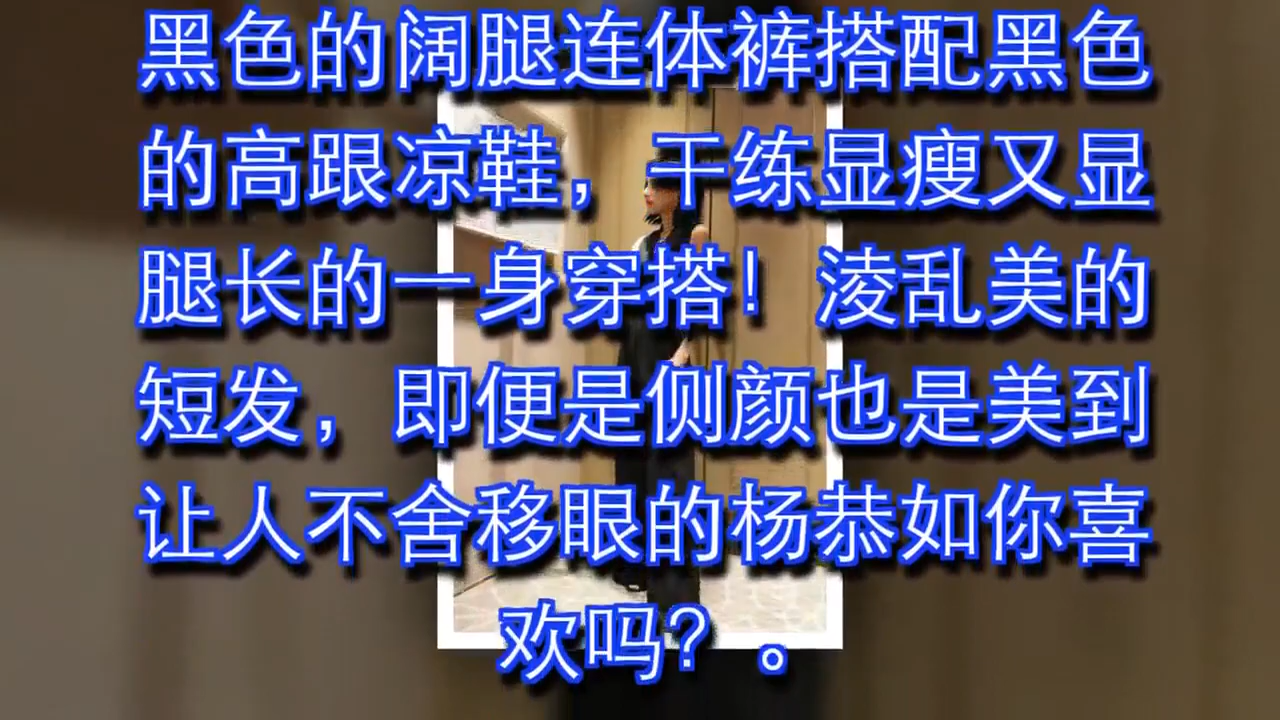 黑色的阔腿连体裤搭配黑色
的高跟凉鞋，干练显瘦又显
腿长的一身穿搭！凌乱美的
短发，即便是侧颜也是美到
让人不舍移眼的杨恭如你喜
欢吗？。